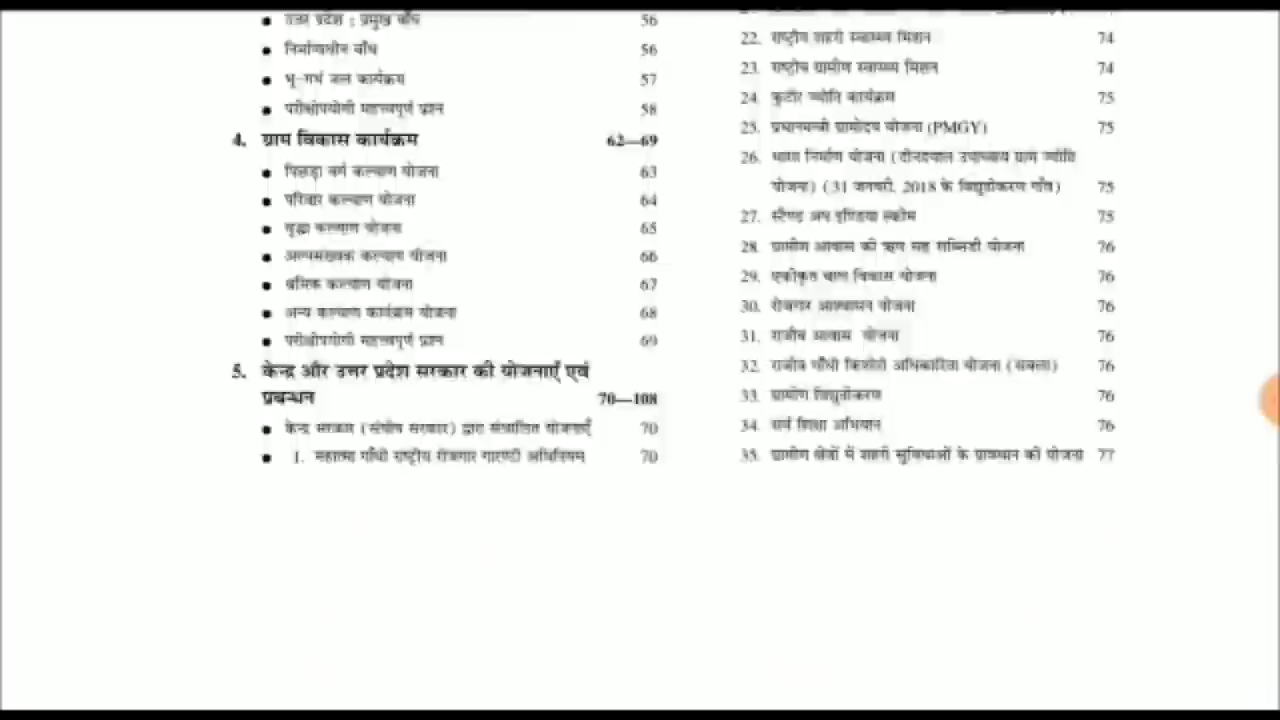 उत्तर प्रदेश : प्रमुख बाँध 56
निर्माणाधीन बाँध 56
भू-गर्भ जल कार्यक्रम 57
परीक्षोपयोगी महत्त्वपूर्ण प्रश्न 58
4. ग्राम विकास कार्यक्रम 62—69
पिछड़ा वर्ग कल्याण योजना 63
परिवार कल्याण योजना 64
वृद्धा कल्याण योजना 65
अल्पसंख्यक कल्याण योजना 66
श्रमिक कल्याण योजना 67
अन्य कल्याण कार्यक्रम योजना 68
परीक्षोपयोगी महत्त्वपूर्ण प्रश्न 69
5. केन्द्र और उत्तर प्रदेश सरकार की योजनाएँ एवं
प्रबन्धन 70—108
केन्द्र सरकार (संघीय सरकार) द्वारा संचालित योजनाएँ 70
1. महात्मा गाँधी राष्ट्रीय रोजगार गारण्टी अधिनियम 70
22. राष्ट्रीय शहरी स्वास्थ्य मिशन 74
23. राष्ट्रीय ग्रामीण स्वास्थ्य मिशन 74
24. कुटीर ज्योति कार्यक्रम 75
25. प्रधानमन्त्री ग्रामोदय योजना (PMGY) 75
26. निर्माण योजना (दीनदयाल उपाध्याय ग्राम ज्योति
योजना) (31 जनवरी, 2018 के विद्युतीकरण गाँव) 75
27. स्टैण्ड अप इण्डिया स्कीम 75
28. ग्रामीण आवास की ऋण सह सब्सिडी योजना 76
29. एकीकृत बाल विकास योजना 76
30. रोजगार आश्वासन योजना 76
31. राजीव आवास योजना 76
32. राजीव गाँधी किशोरी अधिकारिता योजना (सबला) 76
33. ग्रामीण विद्युतीकरण 76
34. सर्व शिक्षा अभियान 76
35. ग्रामीण क्षेत्रों में शहरी सुविधाओं के प्रावधान की योजना 77